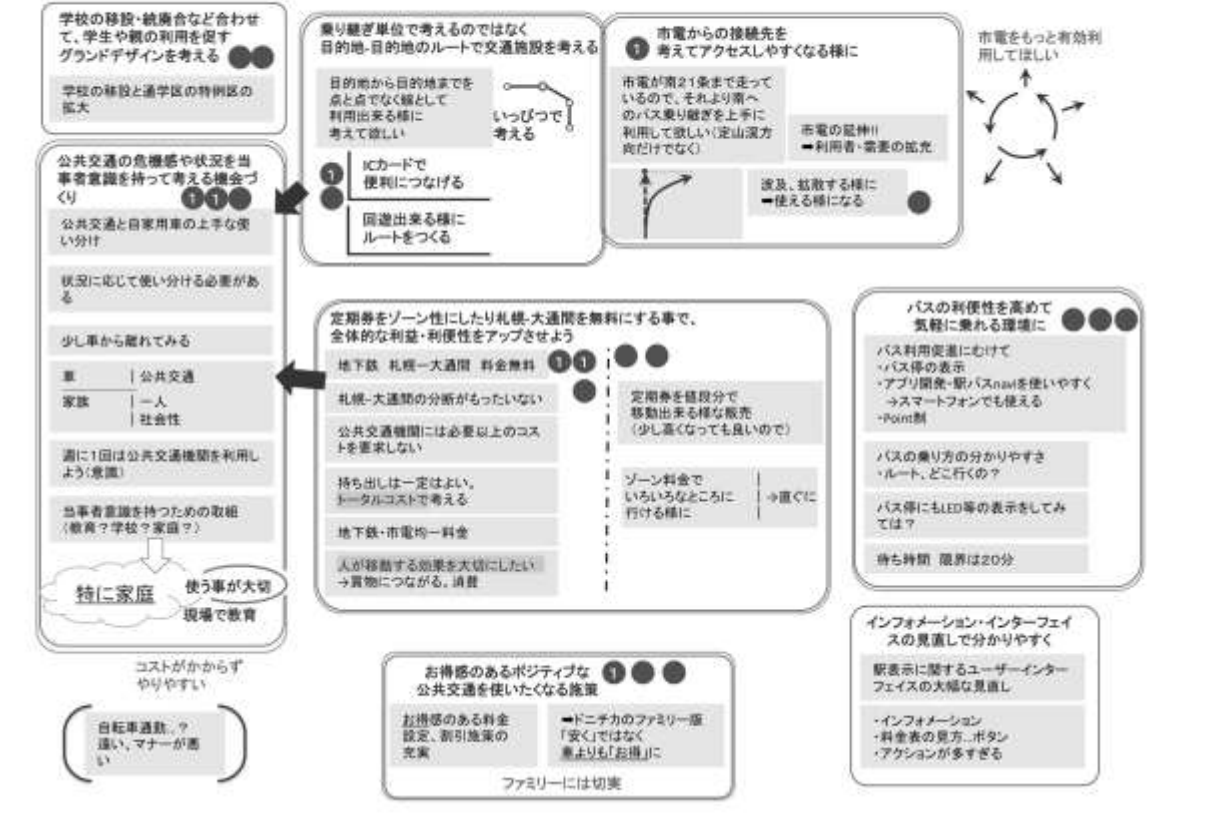 学校の移設・統廃合など合わせ
て、学生や親の利用を促す
グランドデザインを考える
学校の移設と通学区の特例区の
拡大
公共交通の危機感や状況を当
事者意識を持って考える機会づ
くり
1 1
公共交通と自家用車の上手な使
い分け
状況に応じて使い分ける必要があ
る
少し車から離れてみる
車 公共交通
家族 一人
社会性
週に1回は公共交通機関を利用し
よう(意識)
当事者意識を持つための取組
(教育?学校?家庭?)
特に家庭
使う事が大切
現場で教育
コストがかからず
やりやすい
自転車通勤..?
遠い、マナーが悪
い
乗り継ぎ単位で考えるのではなく
目的地-目的地のルートで交通施設を考える
目的地から目的地までを
点と点でなく線として
利用出来る様に
考えて欲しい
いっぴつで
考える
1
ICカードで
便利につなげる
回遊出来る様に
ルートをつくる
市電からの接続先を
1 考えてアクセスしやすくなる様に
市電が南21条まで走って
いるので、それより南へ
のバス乗り継ぎを上手に
利用して欲しい(定山渓方
向だけでなく)
市電の延伸!!
➡利用者・需要の拡充
波及、拡散する様に
➡使える様になる
市電をもっと有効利
用してほしい
定期券をゾーン性にしたり札幌-大通間を無料にする事で、
全体的な利益・利便性をアップさせよう
地下鉄 札幌ー大通間 料金無料 1 1
札幌-大通間の分断がもったいない
公共交通機関には必要以上のコス
トを要求しない
持ち出しは一定はよい。
トータルコストで考える
地下鉄・市電均一料金
人が移動する効果を大切にしたい
→買物につながる。消費
定期券を値段分で
移動出来る様な販売
(少し高くなっても良いので)
ゾーン料金で
いろいろなところに
行ける様に
→直ぐに
バスの利便性を高めて
気軽に乗れる環境に
バス利用促進にむけて
・バス停の表示
・アプリ開発・駅バスnaviを使いやすく
→スマートフォンでも使える
・Point制
バスの乗り方の分かりやすさ
・ルート、どこ行くの?
バス停にもLED等の表示をしてみ
ては?
待ち時間 限界は20分
インフォメーション・インターフェイ
スの見直しで分かりやすく
駅表示に関するユーザーインター
フェイスの大幅な見直し
・インフォメーション
・料金表の見方…ボタン
・アクションが多すぎる
お得感のあるポジティブな
公共交通を使いたくなる施策
1
お得感のある料金
設定、割引施策の
充実
➡ドニチカのファミリー版
「安く」ではなく
車よりも「お得」に
ファミリーには切実